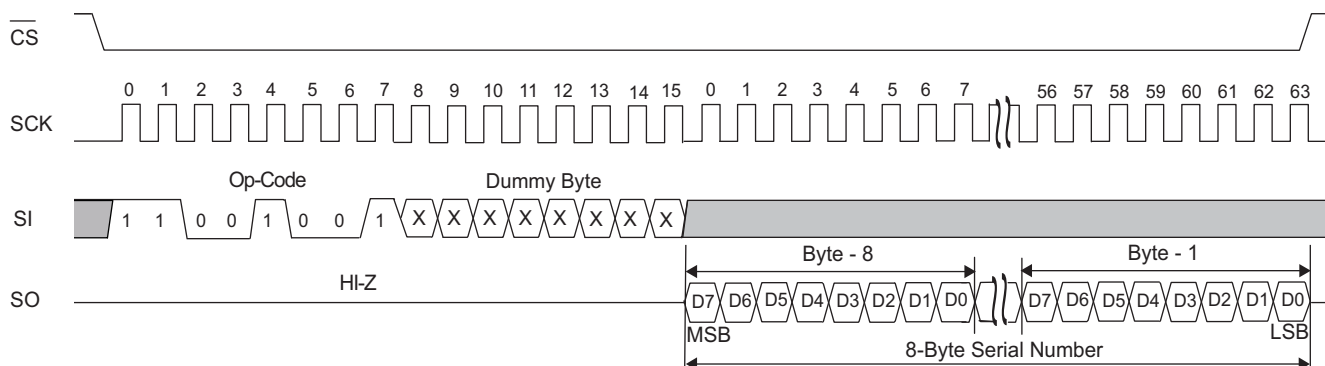 CS
0 1 2 3 4 5 6 7 8 9 10 11 12 13 14 15 0 1 2 3 4 5 6 7 56 57 58 59 60 61 62 63
SCK
Op-Code Dummy Byte
SI 1 1 0 0 1 0 0 1 X X X X X X X X
Byte - 8 Byte - 1
HI-Z
SO D7 D6 D5 D4 D3 D2 D1 D0 D7 D6 D5 D4 D3 D2 D1 D0
MSB LSB
8-Byte Serial Number